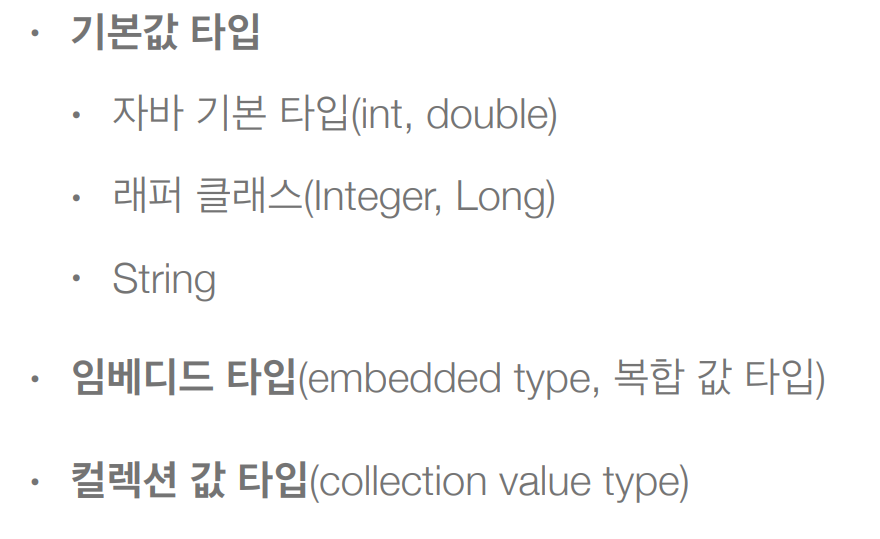 • 기본값 타입
• 자바 기본 타입(int, double)
• 래퍼 클래스(Integer, Long)
• String
• 임베디드 타입(embedded type, 복합 값 타입)
• 컬렉션 값 타입(collection value type)